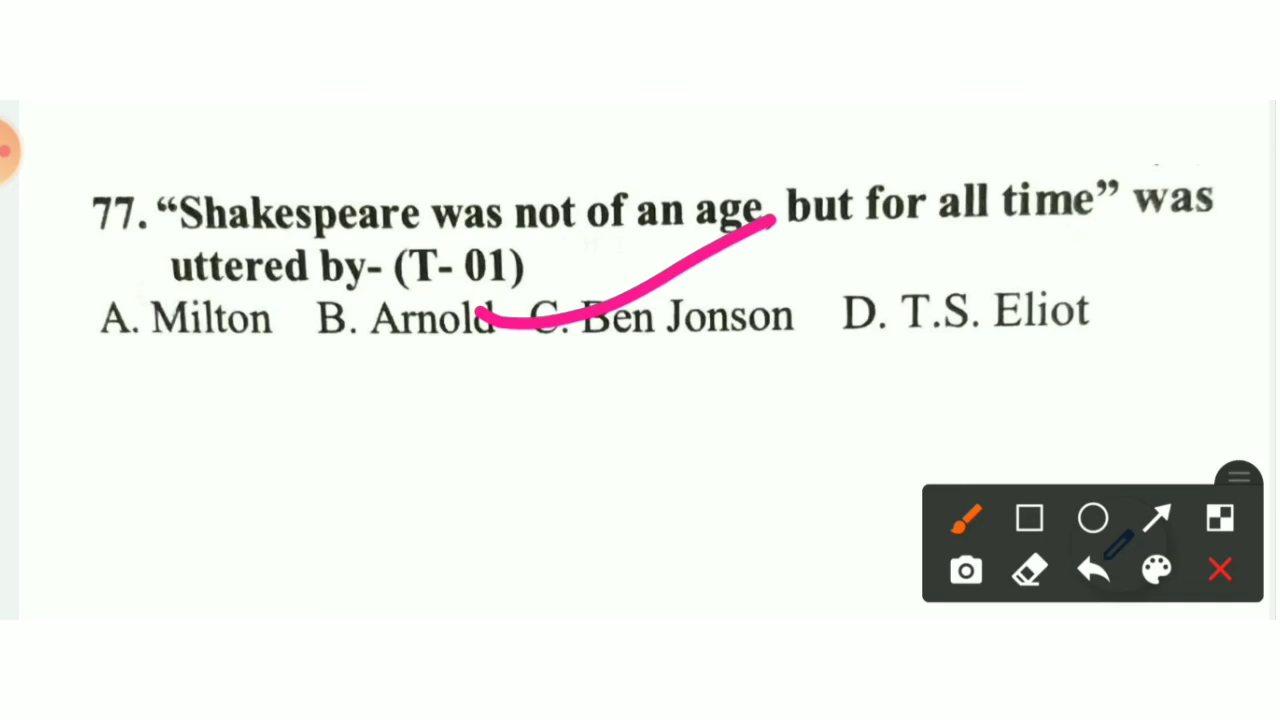 77. “Shakespeare was not of an age, but for all time” was
uttered by- (T- 01)
A. Milton B. Arnold C. Ben Jonson D. T.S. Eliot